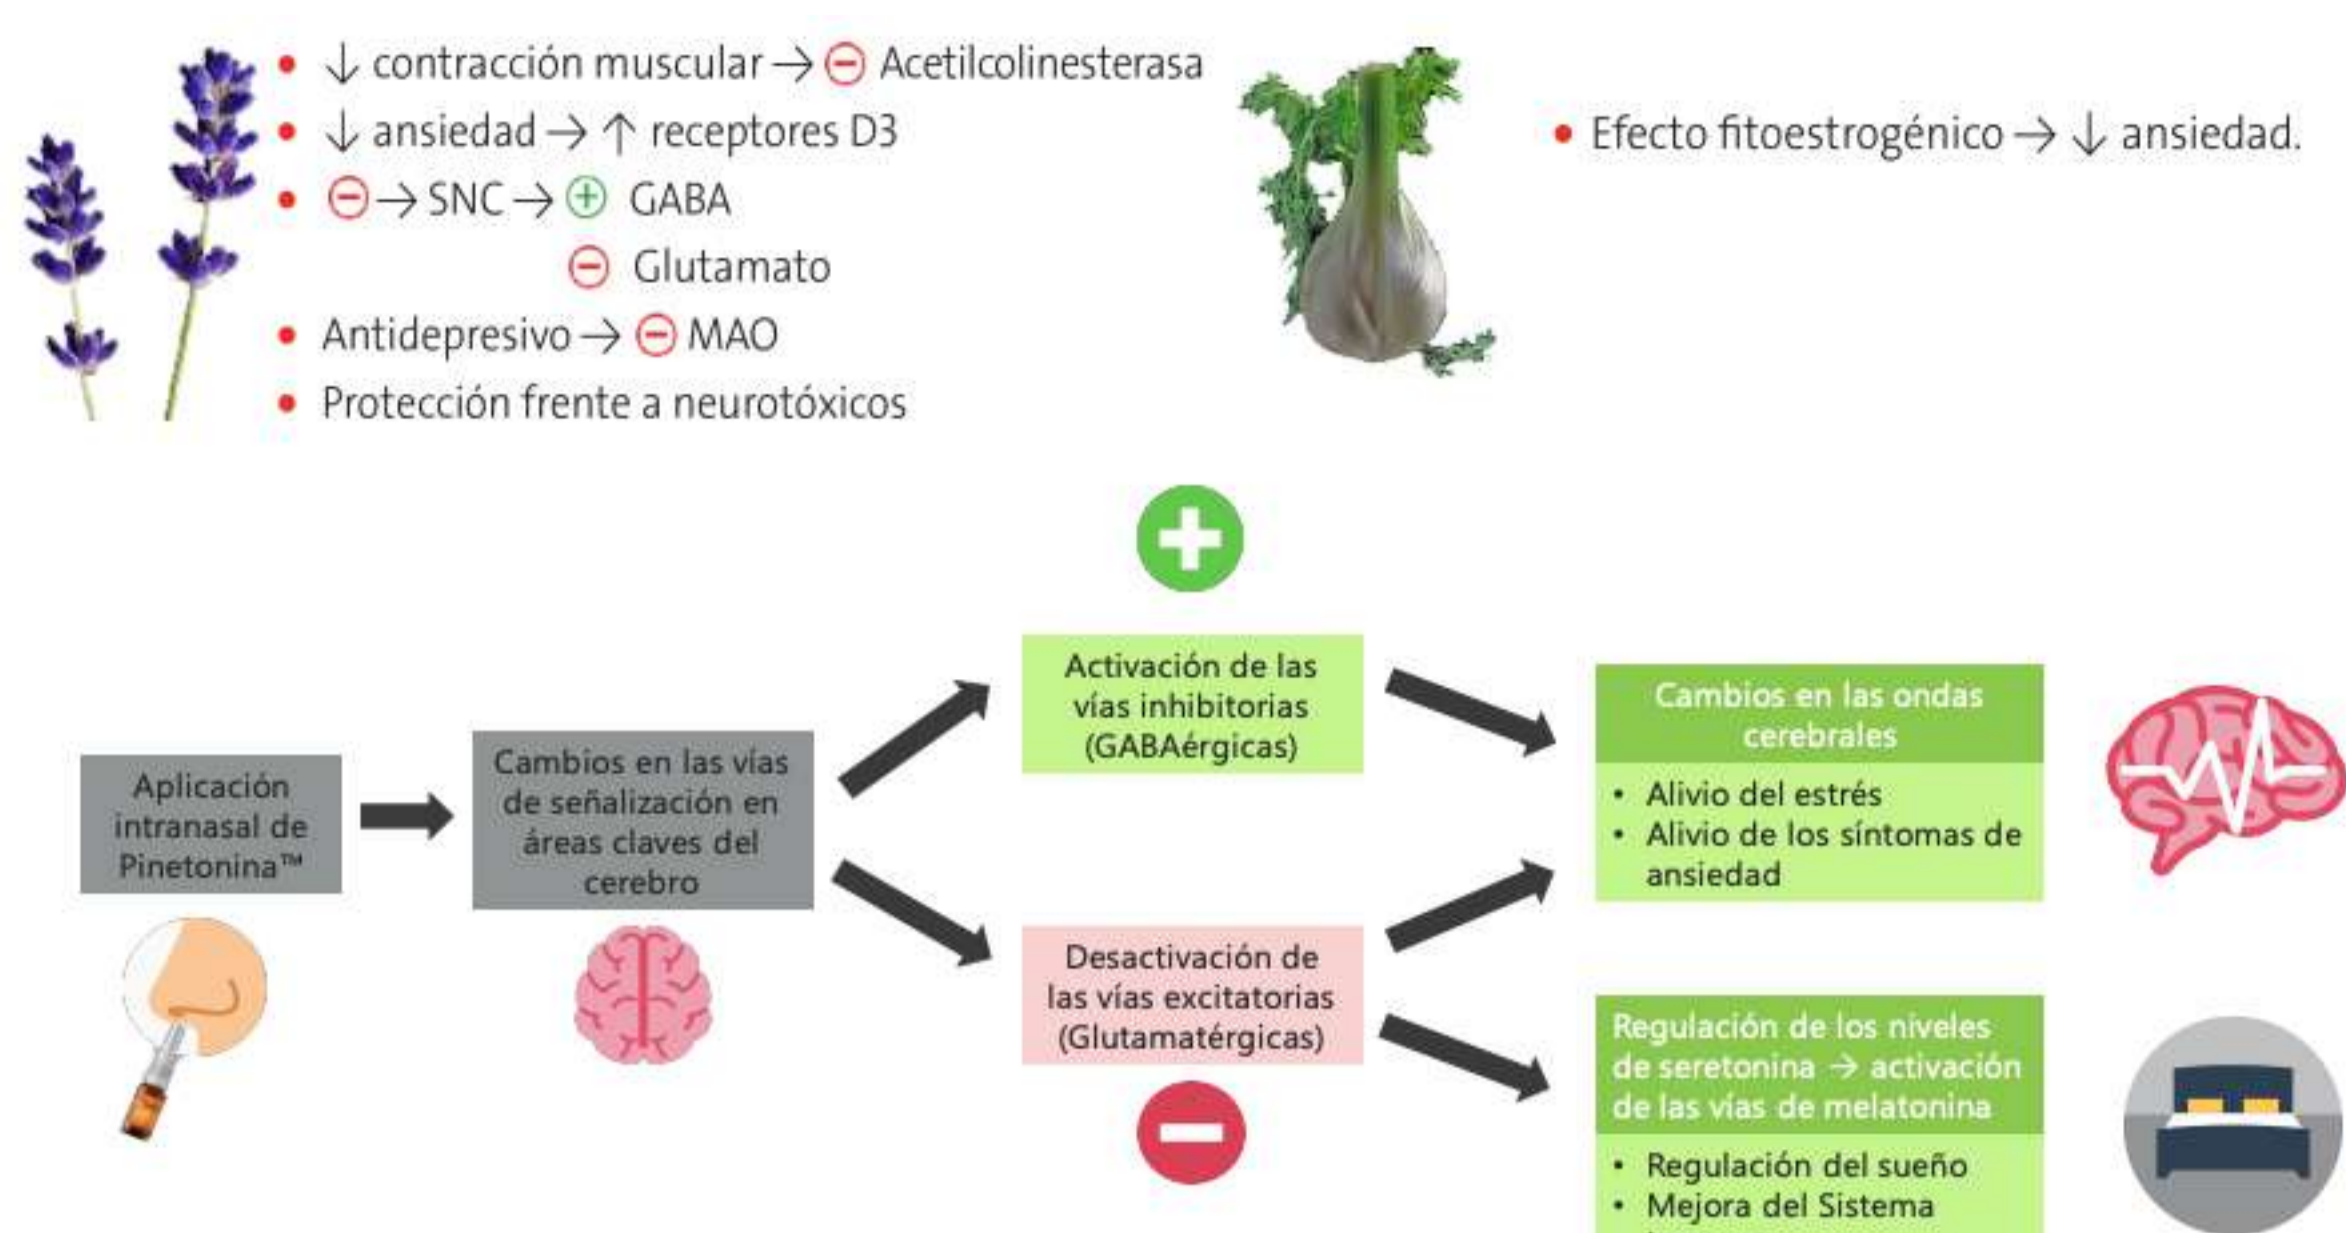 • ↓ contracción muscular → ⊖ Acetilcolinesterasa
• ↓ ansiedad → ↑ receptores D3
• ⊖ → SNC → ⊕ GABA
⊖ Glutamato
• Antidepresivo → ⊖ MAO
• Protección frente a neurotóxicos
• Efecto fitoestrogénico → ↓ ansiedad.
Aplicación
intranasal de
Pinetonina™
Cambios en las vías
de señalización en
áreas claves del
cerebro
Activación de las
vías inhibitorias
(GABAérgicas)
Desactivación de
las vías excitatorias
(Glutamatérgicas)
Cambios en las ondas
cerebrales
• Alivio del estrés
• Alivio de los síntomas de
ansiedad
Regulación de los niveles
de seretonina → activación
de las vías de melatonina
• Regulación del sueño
• Mejora del Sistema